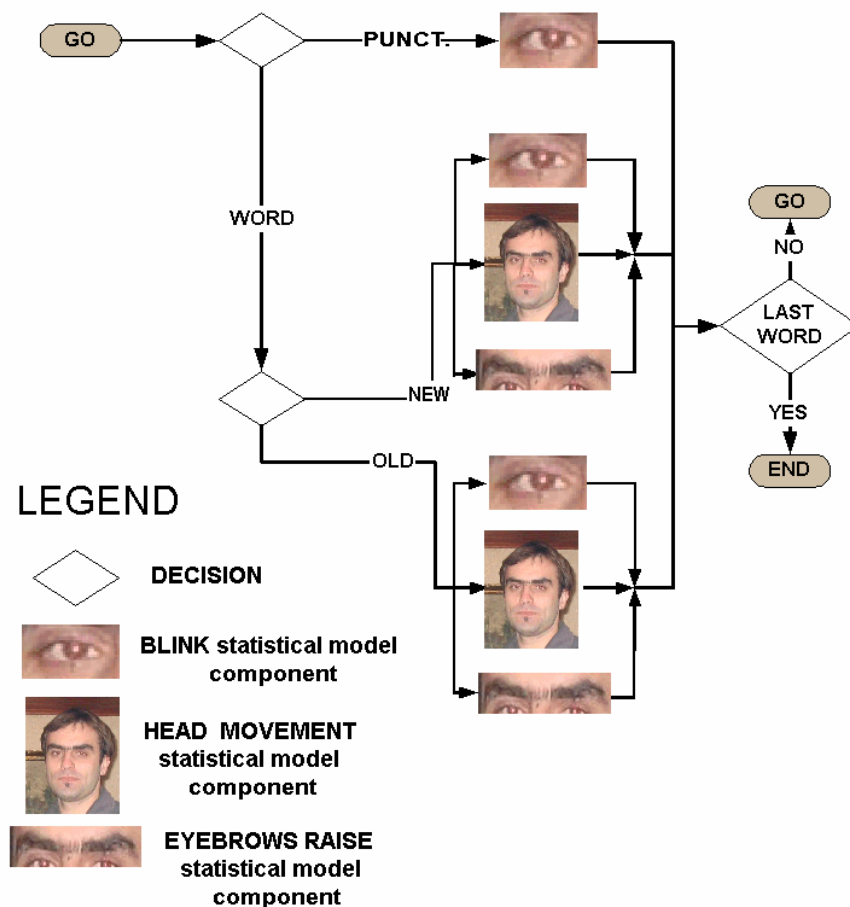 GO
PUNCT.
WORD
GO
NO
LAST
WORD
NEW
YES
OLD
END
LEGEND
DECISION
BLINK statistical model
component
HEAD MOVEMENT
statistical model
component
EYEBROWS RAISE
statistical model
component